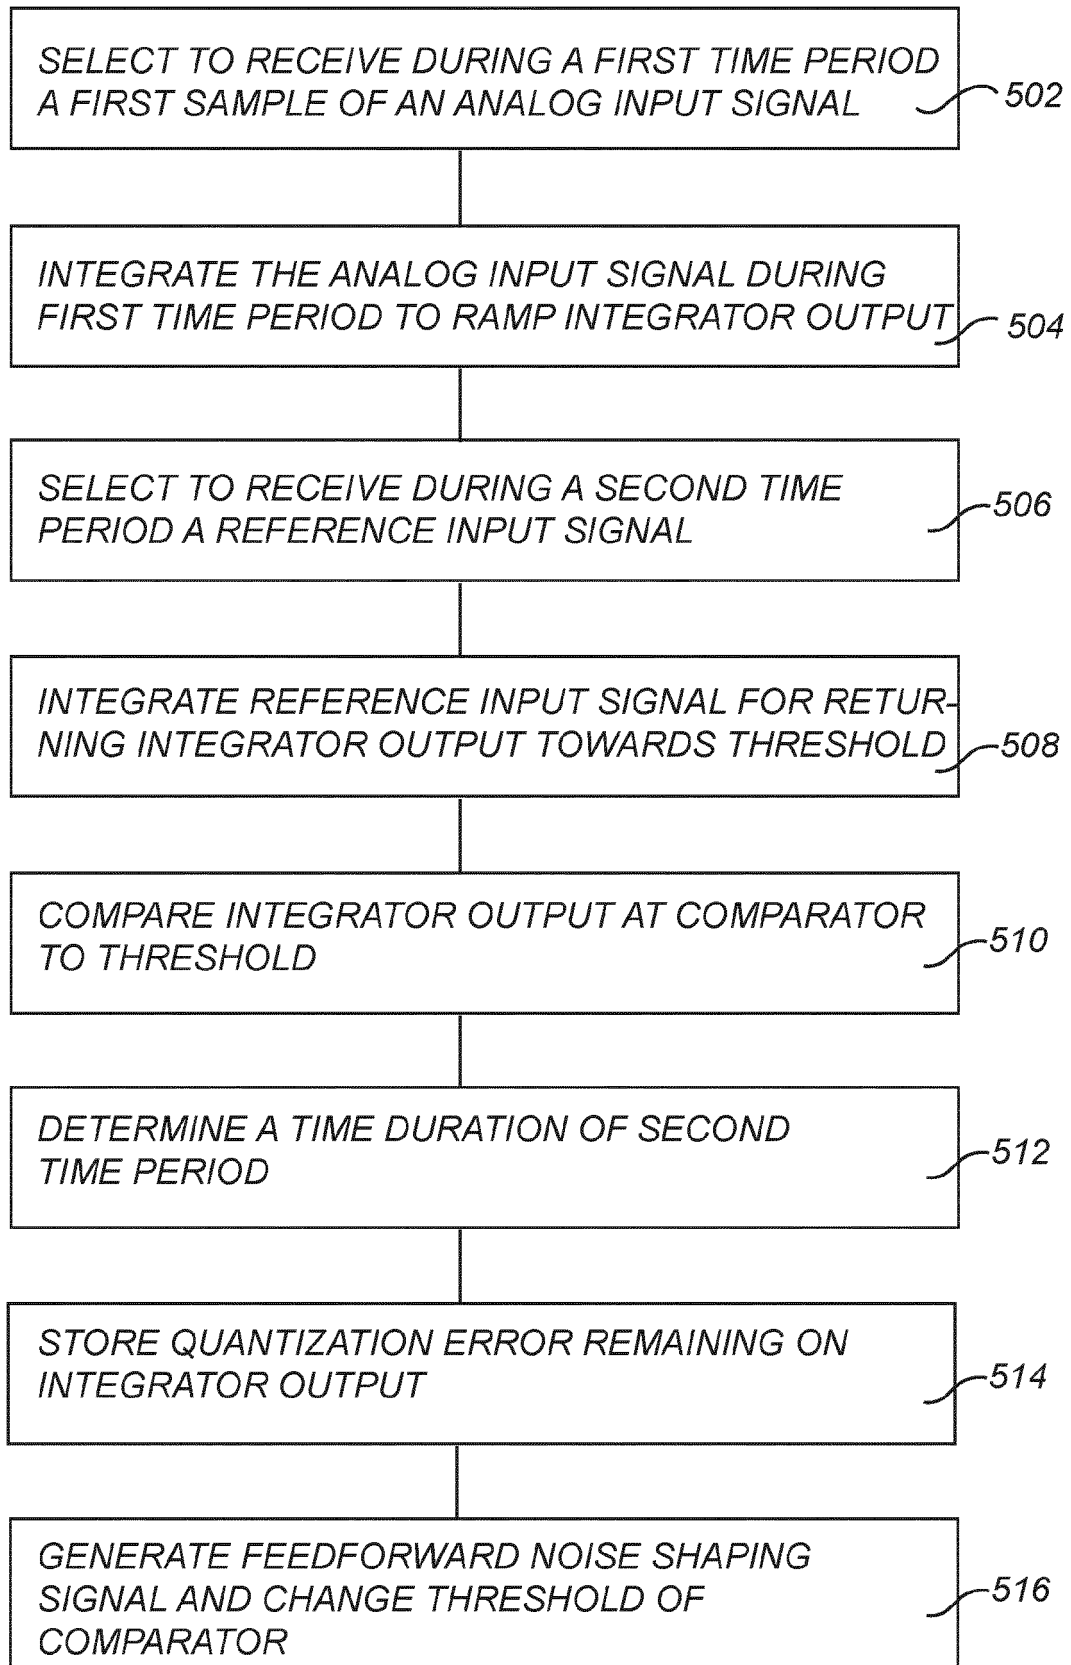 SELECT TO RECEIVE DURING A FIRST TIME PERIOD
A FIRST SAMPLE OF AN ANALOG INPUT SIGNAL
502
INTEGRATE THE ANALOG INPUT SIGNAL DURING
FIRST TIME PERIOD TO RAMP INTEGRATOR OUTPUT
504
SELECT TO RECEIVE DURING A SECOND TIME
PERIOD A REFERENCE INPUT SIGNAL
506
INTEGRATE REFERENCE INPUT SIGNAL FOR RETUR-
NING INTEGRATOR OUTPUT TOWARDS THRESHOLD
508
COMPARE INTEGRATOR OUTPUT AT COMPARATOR
TO THRESHOLD
510
DETERMINE A TIME DURATION OF SECOND
TIME PERIOD
512
STORE QUANTIZATION ERROR REMAINING ON
INTEGRATOR OUTPUT
514
GENERATE FEEDFORWARD NOISE SHAPING
SIGNAL AND CHANGE THRESHOLD OF
COMPARATOR
516